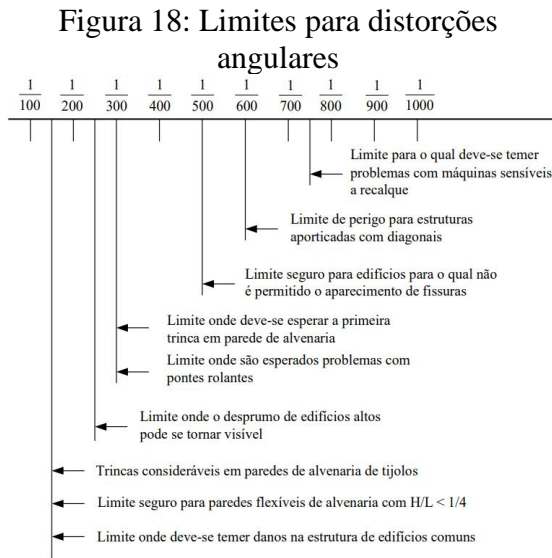 Figura 18: Limites para distorções
angulares
1/100 1/200 1/300 1/400 1/500 1/600 1/700 1/800 1/900 1/1000
Limite para o qual deve-se temer
problemas com máquinas sensíveis
a recalque
Limite de perigo para estruturas
aporticadas com diagonais
Limite seguro para edifícios para o qual não
é permitido o aparecimento de fissuras
Limite onde deve-se esperar a primeira
trinca em parede de alvenaria
Limite onde são esperados problemas com
pontes rolantes
Limite onde o desprumo de edifícios altos
pode se tornar visível
Trincas consideráveis em paredes de alvenaria de tijolos
Limite seguro para paredes flexíveis de alvenaria com H/L < 1/4
Limite onde deve-se temer danos na estrutura de edifícios comuns